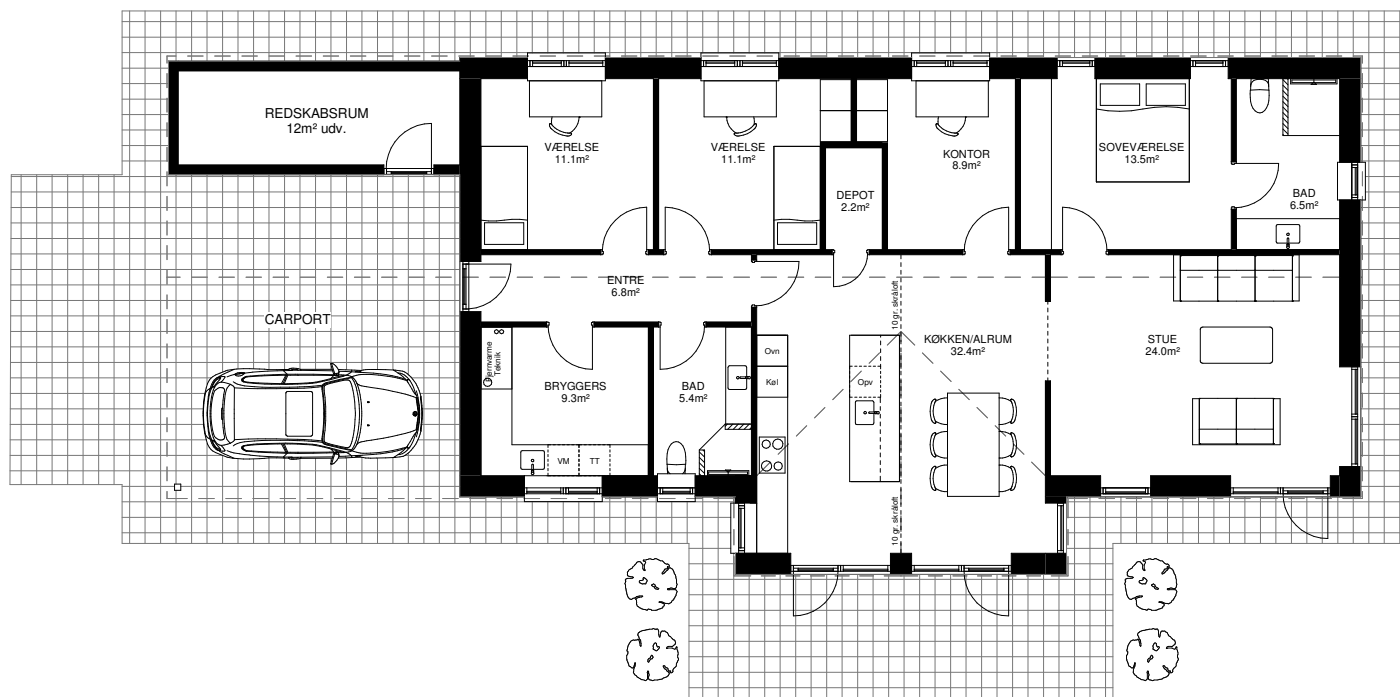 REDSKABSRUM
12m² udv.
VÆRELSE
11.1m²
VÆRELSE
11.1m²
KONTOR
8.9m²
SOVEVÆRELSE
13.5m²
DEPOT
2.2m²
BAD
6.5m²
ENTRE
6.8m²
CARPORT
10 gr. skråloft
KØKKEN/ALRUM
32.4m²
STUE
24.0m²
Fjernvarme
Teknik
BRYGGERS
9.3m²
BAD
5.4m²
Ovn
Køl
Opv
VM
TT
10 gr. skråloft